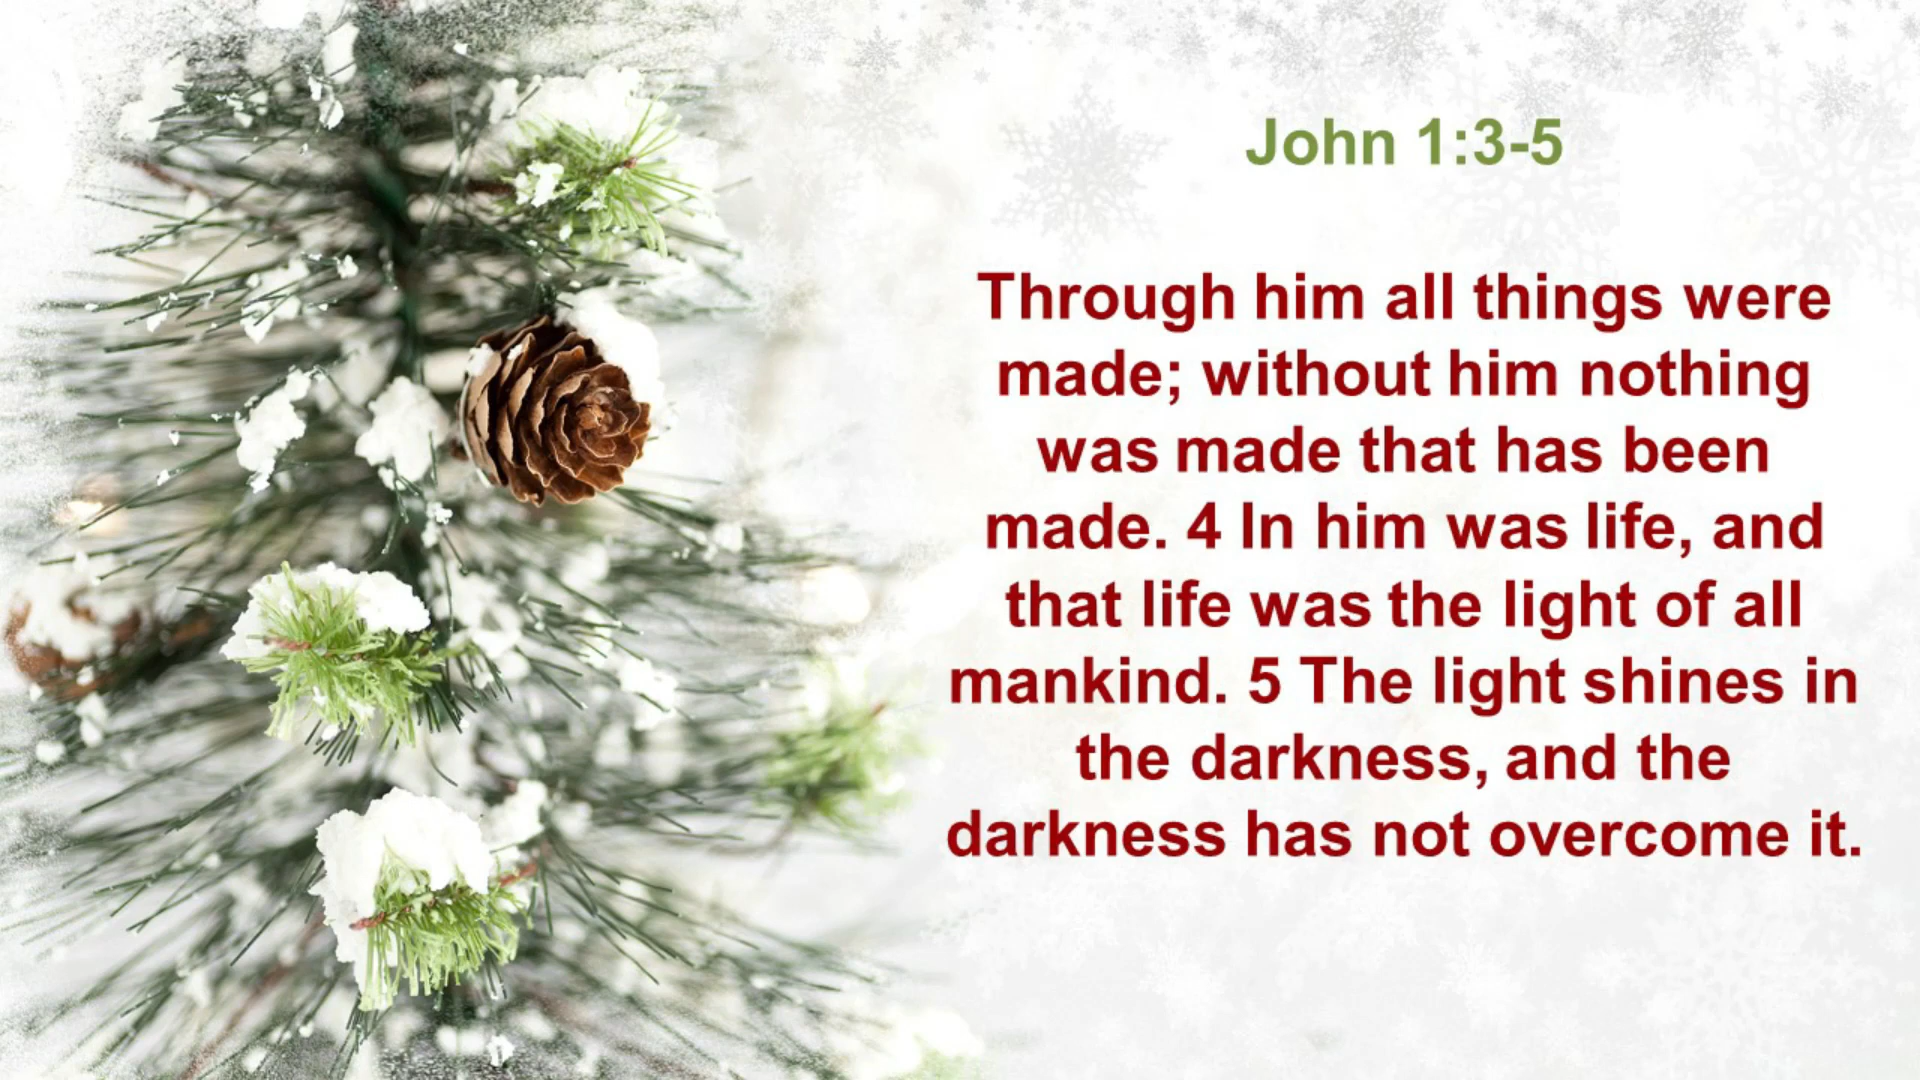 John 1:3-5
Through him all things were
made; without him nothing
was made that has been
made. 4 In him was life, and
that life was the light of all
mankind. 5 The light shines in
the darkness, and the
darkness has not overcome it.